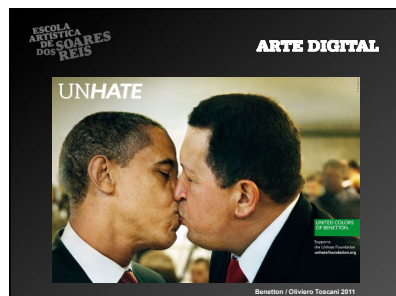 ESCOLA
ARTÍSTICA
DE SOARES
DOS REIS
ARTE DIGITAL
UNHATE
UNITED COLORS
OF BENETTON.
Supports
the Unhate Foundation
unhatefoundation.org
Benetton / Oliviero Toscani 2011